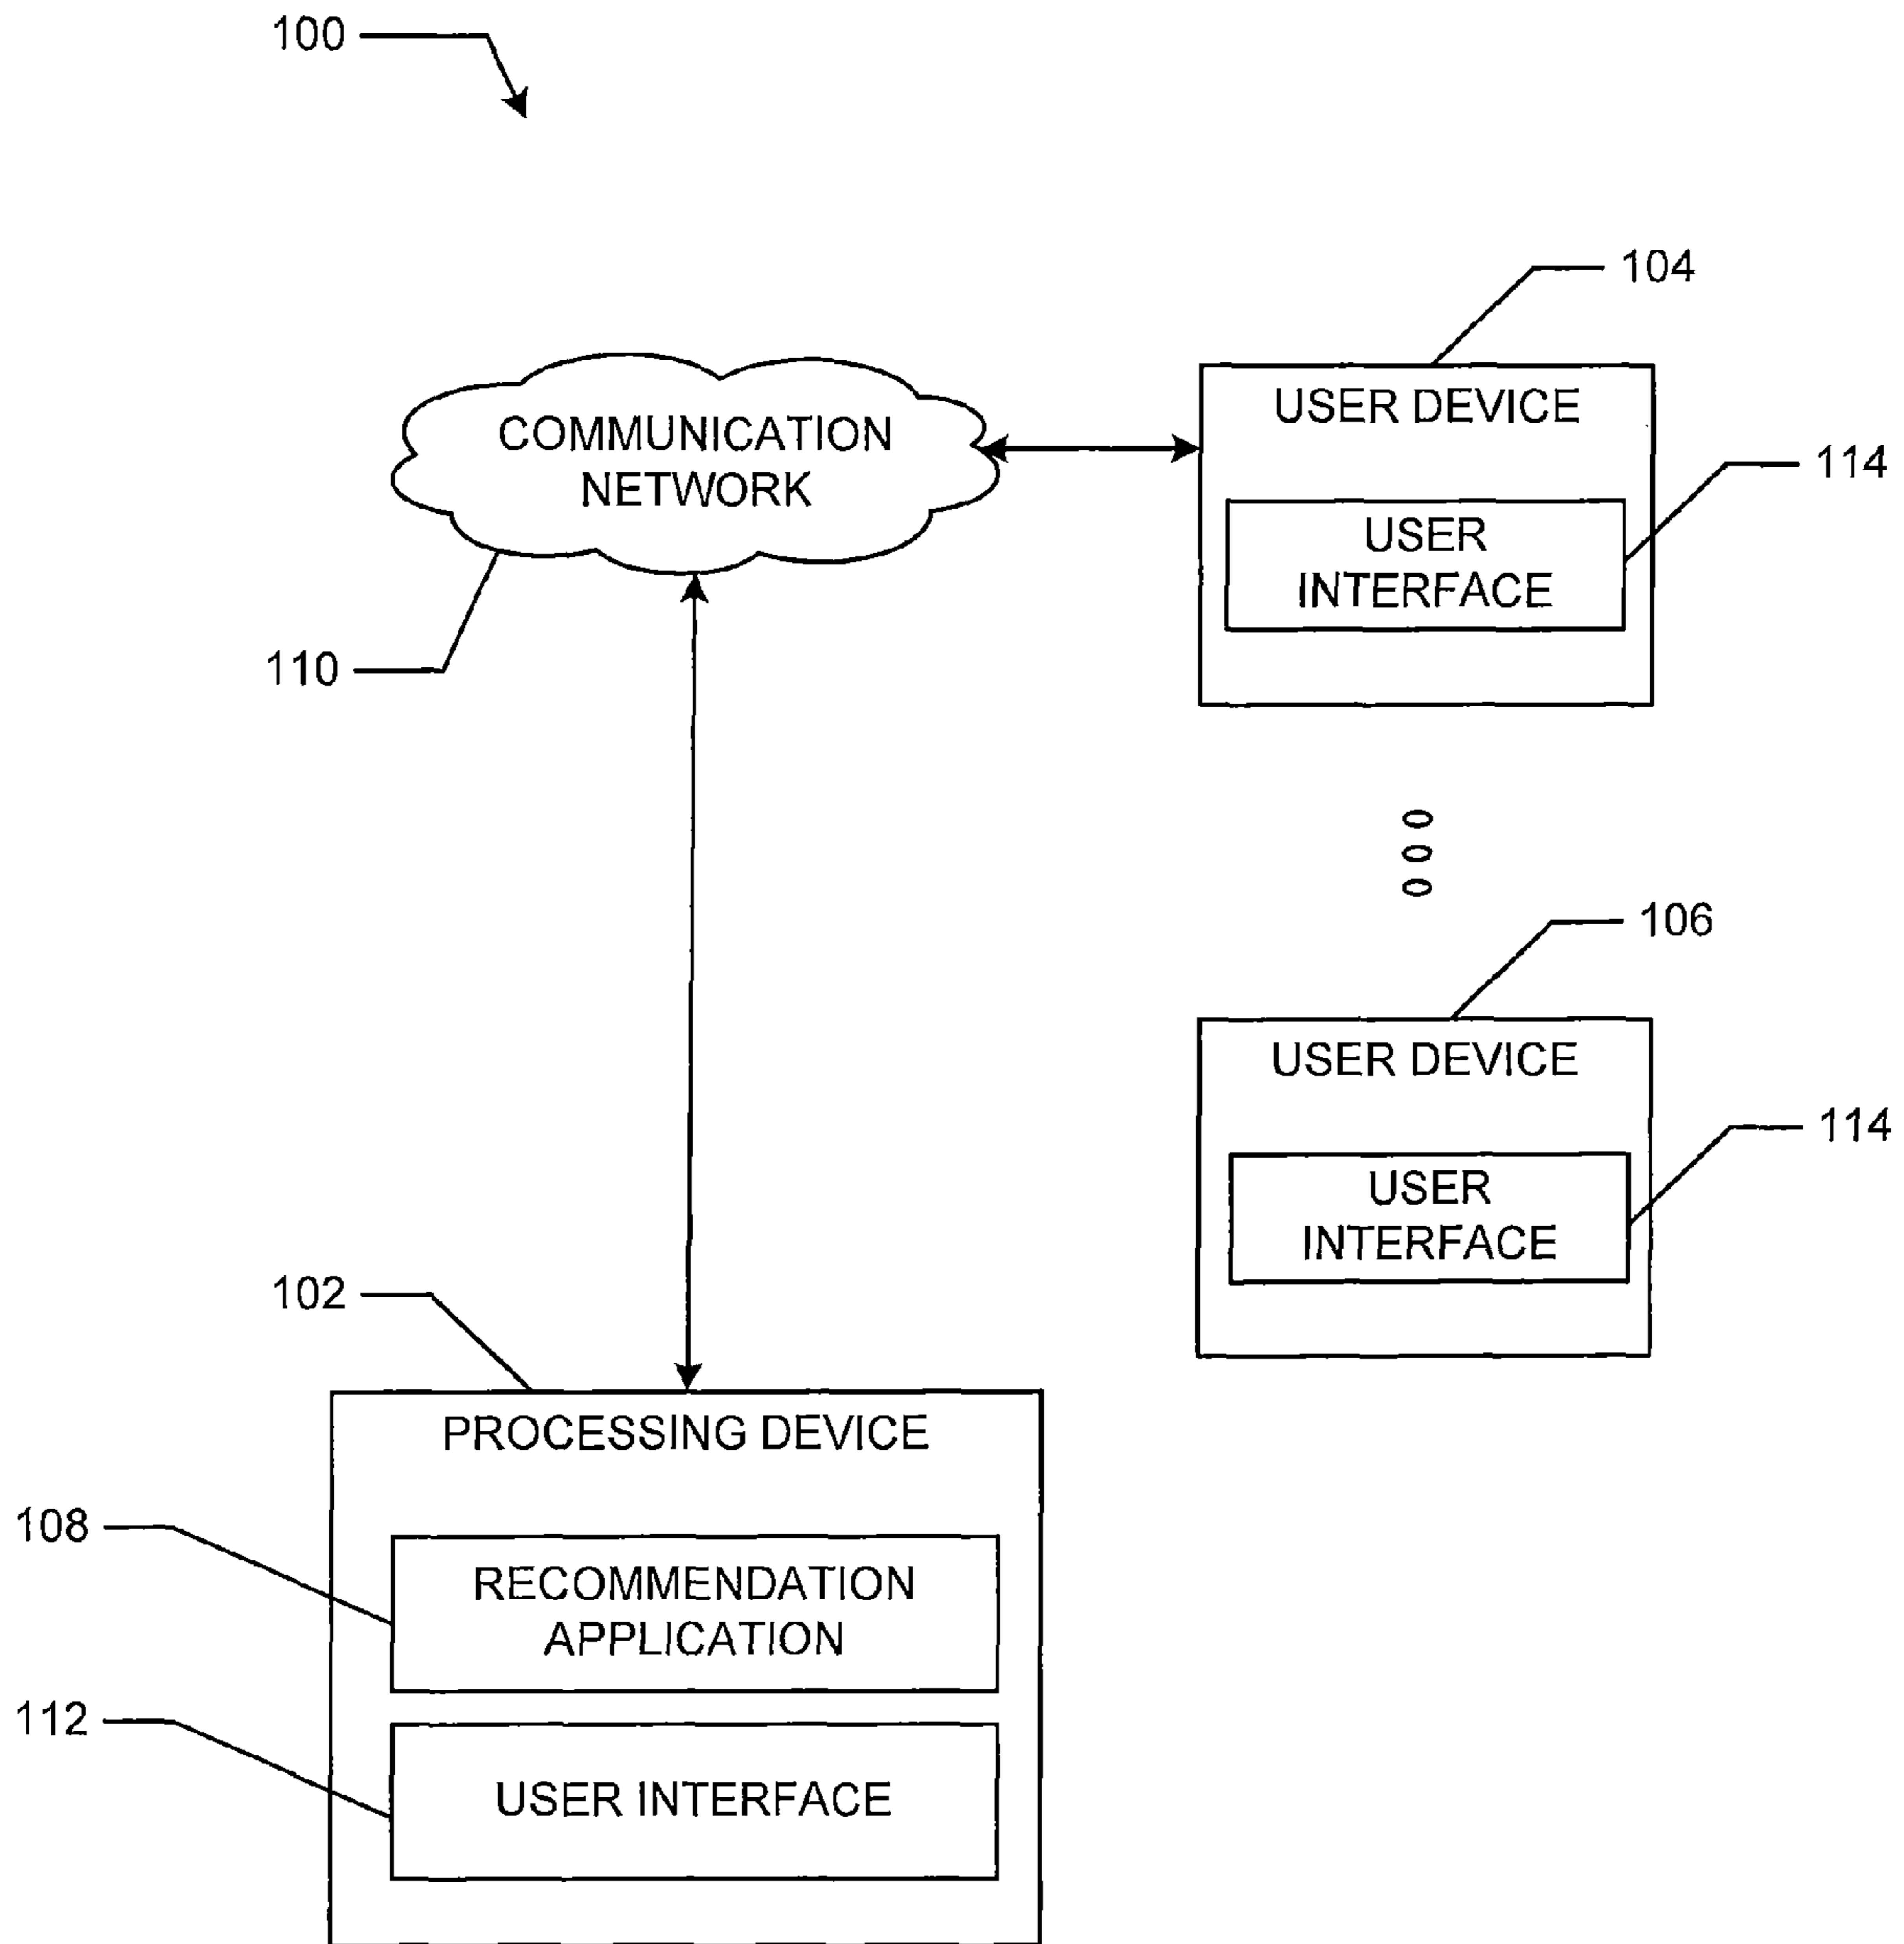 100
104
COMMUNICATION
NETWORK
USER DEVICE
114
USER
INTERFACE
110
106
USER DEVICE
114
USER
INTERFACE
102
PROCESSING DEVICE
108
RECOMMENDATION
APPLICATION
112
USER INTERFACE